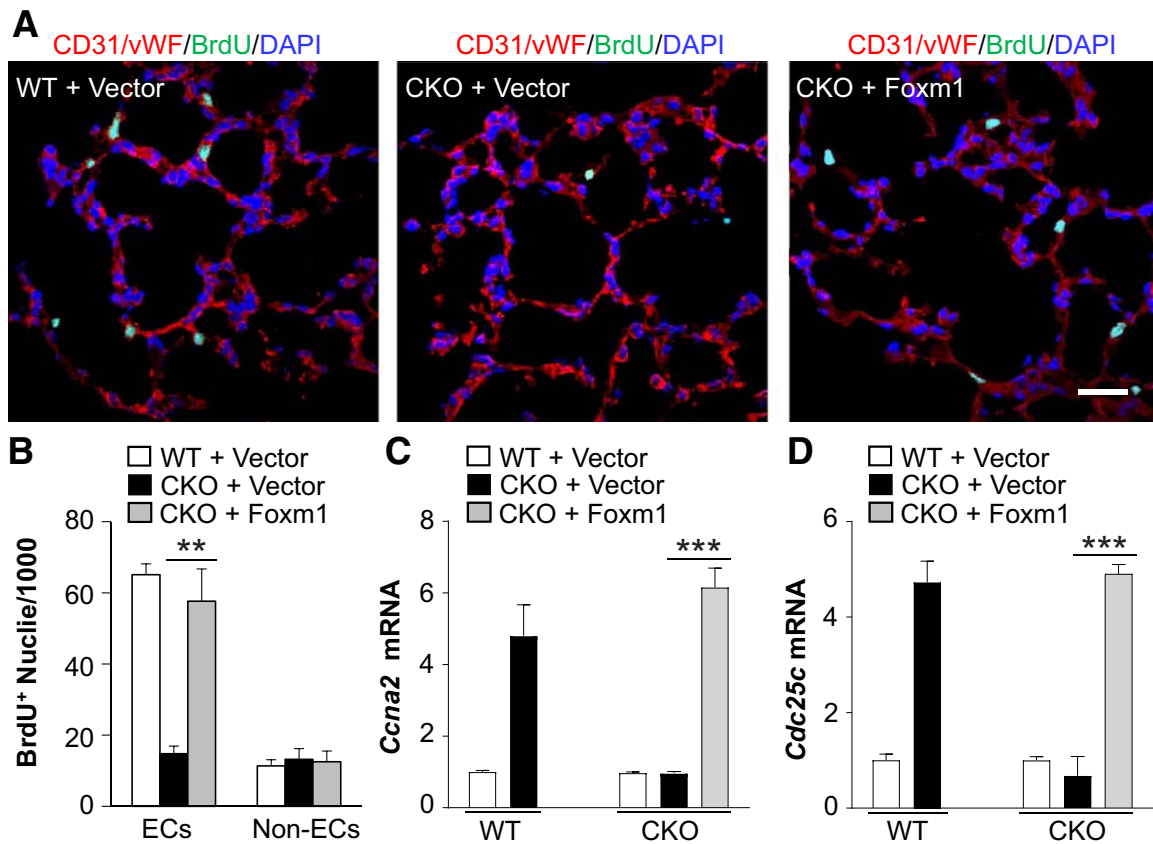 A
CD31/vWF/BrdU/DAPI
CD31/vWF/BrdU/DAPI
CD31/vWF/BrdU/DAPI
WT + Vector
CKO + Vector
CKO + Foxm1
B
WT + Vector
CKO + Vector
CKO + Foxm1
BrdU⁺ Nuclie/1000
80
60
40
20
0
**
ECs
Non-ECs
C
WT + Vector
CKO + Vector
CKO + Foxm1
Ccna2 mRNA
8
6
4
2
0
***
WT
CKO
D
WT + Vector
CKO + Vector
CKO + Foxm1
Cdc25c mRNA
6
4
2
0
***
WT
CKO